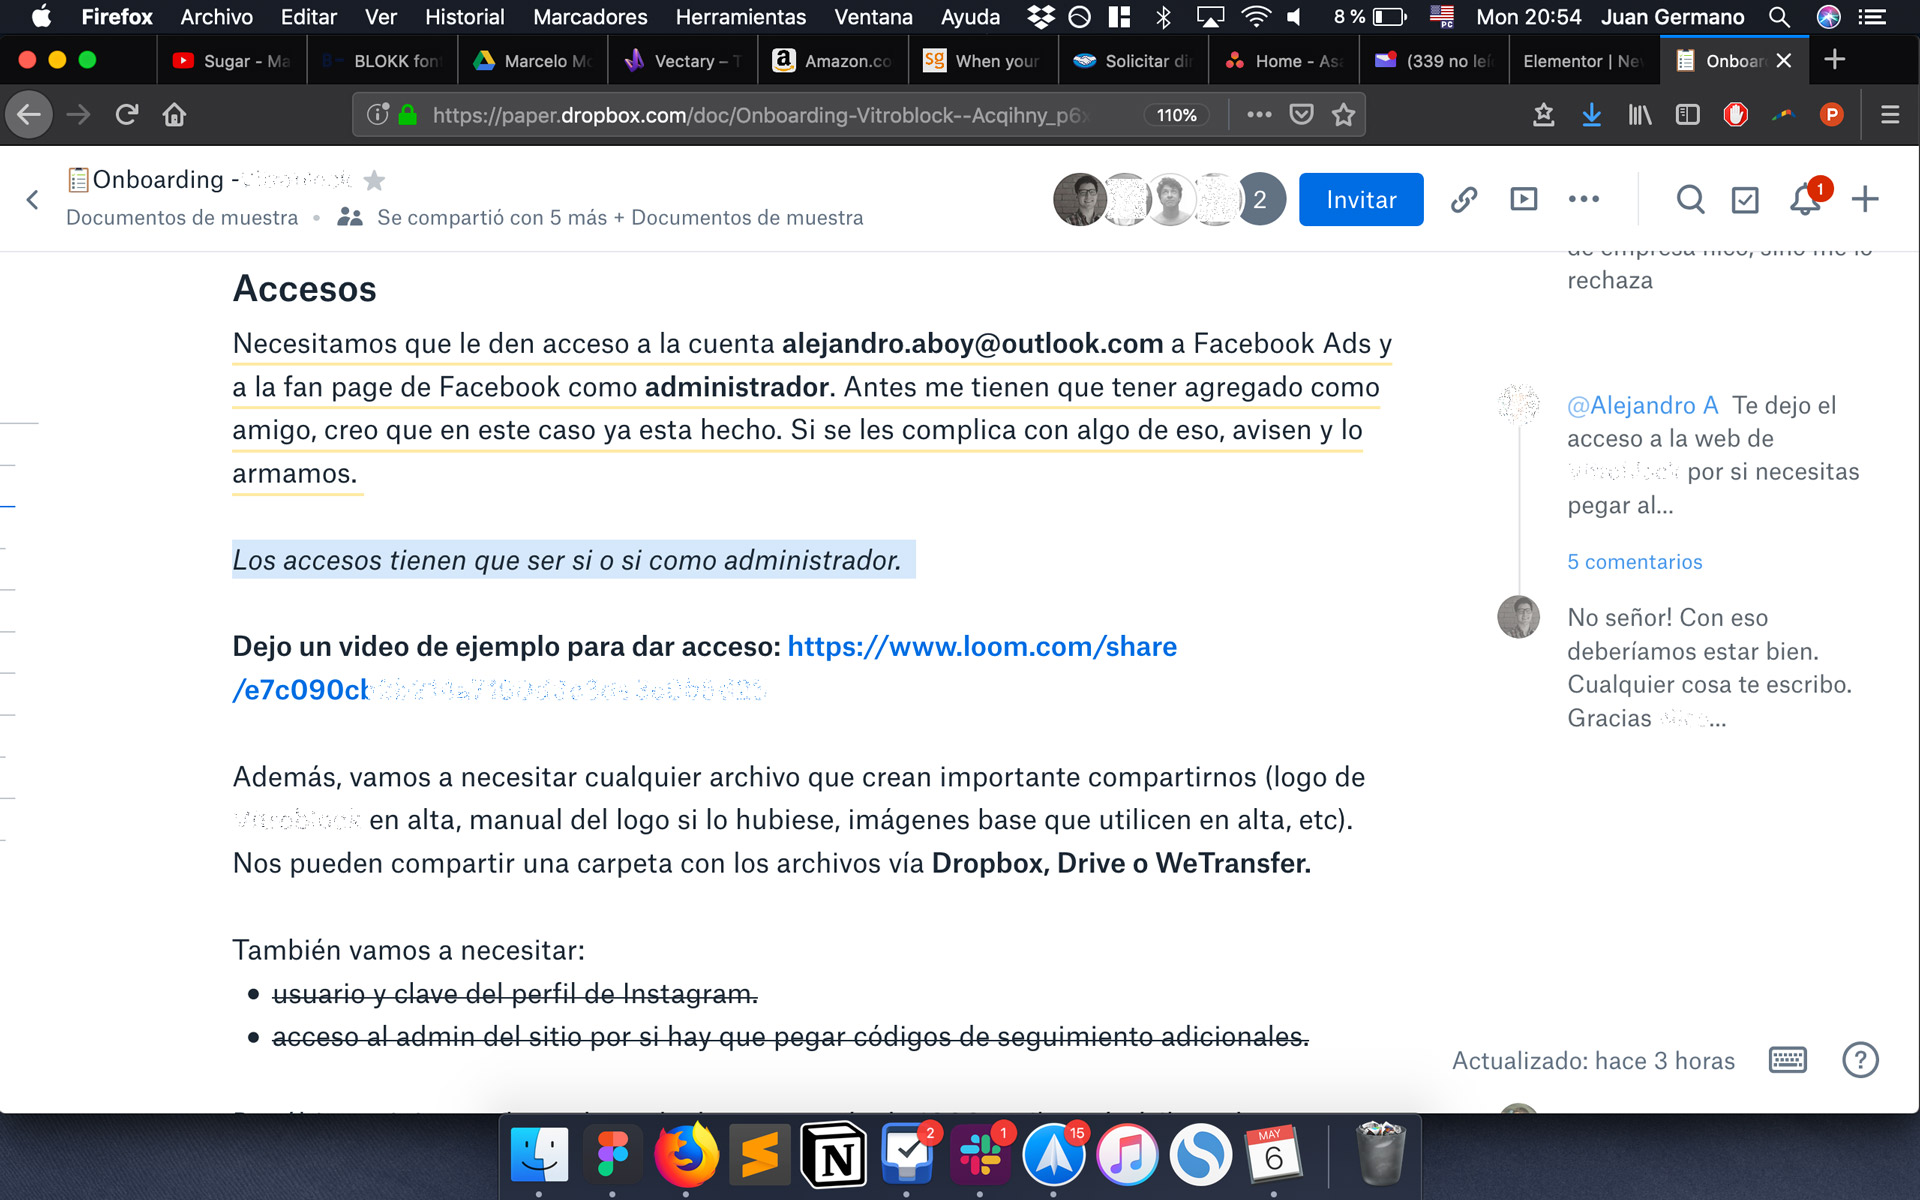 Firefox Archivo Editar Ver Historial Marcadores Herramientas Ventana Ayuda 8 % PC Mon 20:54 Juan Germano
Sugar - Ma BLOKK fon Marcelo Mo Vectary – T Amazon.co sg When your Solicitar di Home - Asa (339 no leí Elementor | Ne Onboar
https://paper.dropbox.com/doc/Onboarding-Vitroblock--Acqihny_p6x 110% P
Onboarding -
Documentos de muestra • Se compartió con 5 más + Documentos de muestra
2 Invitar 1
Accesos
Necesitamos que le den acceso a la cuenta alejandro.aboy@outlook.com a Facebook Ads y
a la fan page de Facebook como administrador. Antes me tienen que tener agregado como
amigo, creo que en este caso ya esta hecho. Si se les complica con algo de eso, avisen y lo
armamos.
Los accesos tienen que ser si o si como administrador.
Dejo un video de ejemplo para dar acceso: https://www.loom.com/share
/e7c090cb
Además, vamos a necesitar cualquier archivo que crean importante compartirnos (logo de
Vitroblock en alta, manual del logo si lo hubiese, imágenes base que utilicen en alta, etc).
Nos pueden compartir una carpeta con los archivos vía Dropbox, Drive o WeTransfer.
También vamos a necesitar:
• usuario y clave del perfil de Instagram.
• acceso al admin del sitio por si hay que pegar códigos de seguimiento adicionales.
rechaza
@Alejandro A Te dejo el
acceso a la web de
por si necesitas
pegar al...
5 comentarios
No señor! Con eso
deberíamos estar bien.
Cualquier cosa te escribo.
Gracias ...
Actualizado: hace 3 horas ?
N 2 1 15 MAY 6